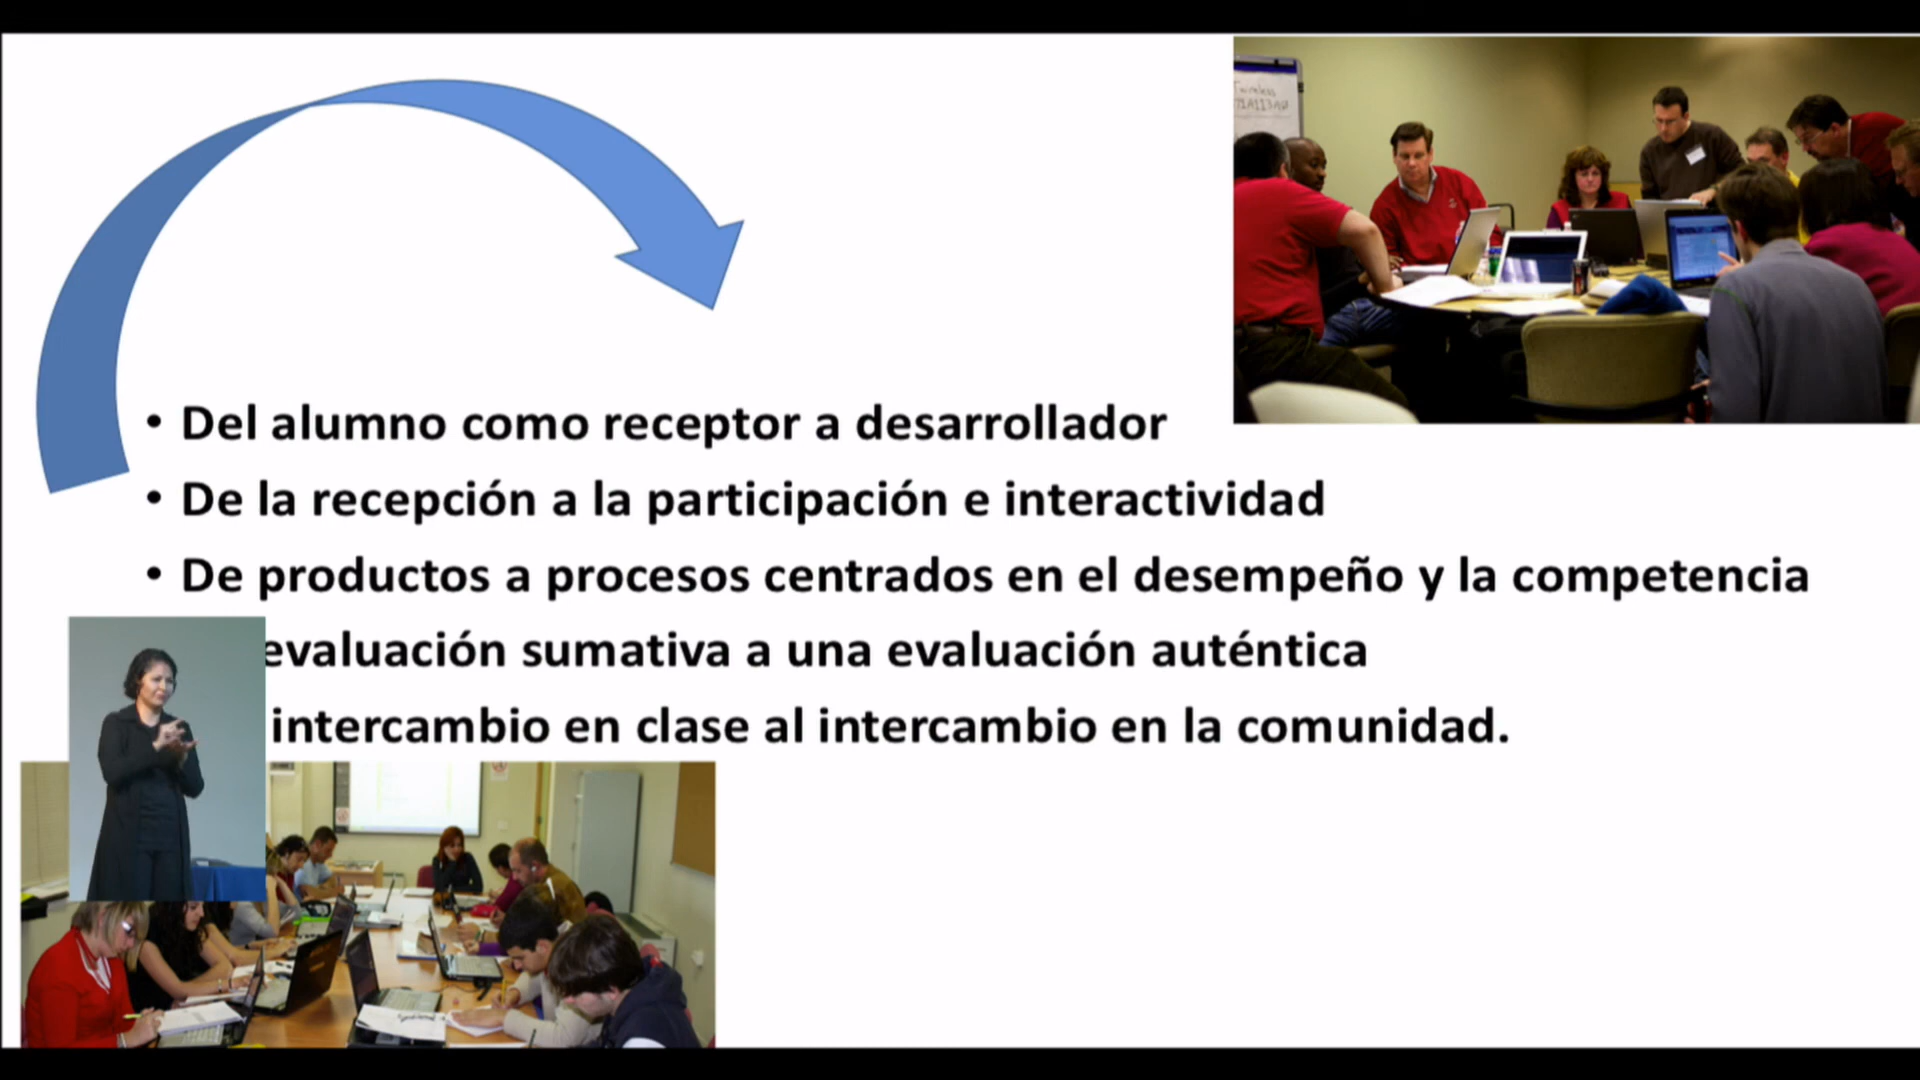 • Del alumno como receptor a desarrollador
• De la recepción a la participación e interactividad
• De productos a procesos centrados en el desempeño y la competencia
evaluación sumativa a una evaluación auténtica
intercambio en clase al intercambio en la comunidad.